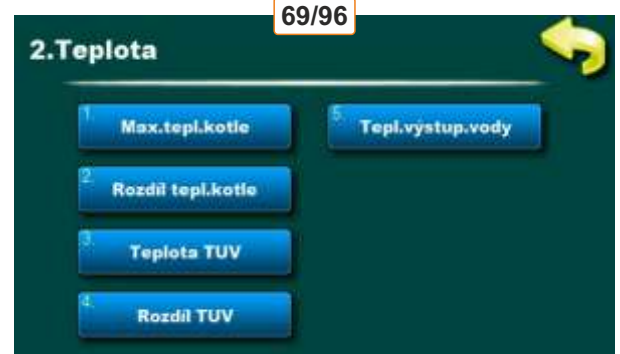 69/96
2.Teplota
1. Max.tepl.kotle
2. Rozdíl tepl.kotle
3. Teplota TUV
4. Rozdíl TUV
5. Tepl.výstup.vody